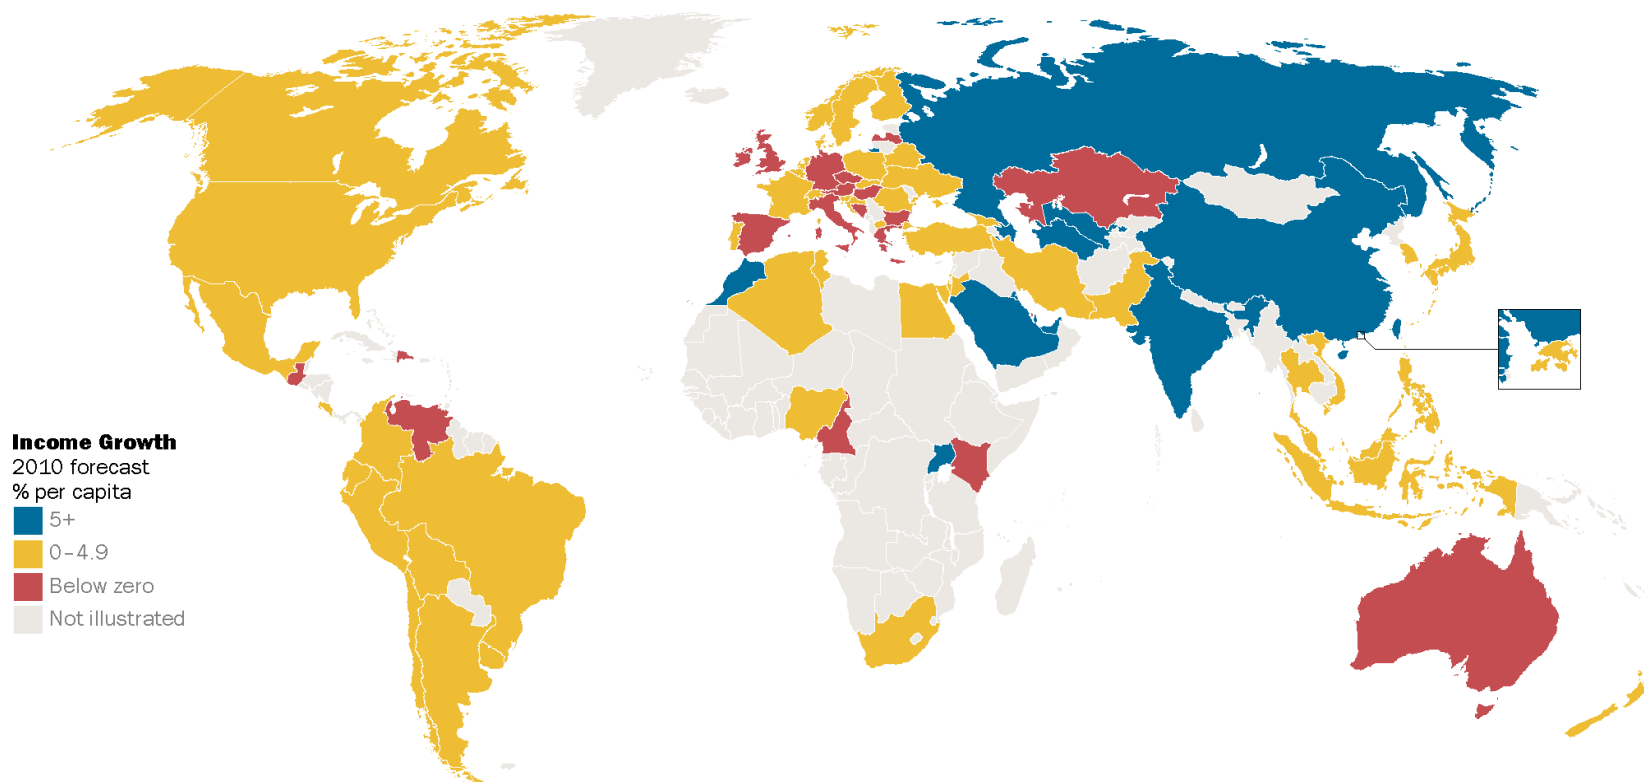 Income Growth
2010 forecast
% per capita
5+
0–4.9
Below zero
Not illustrated